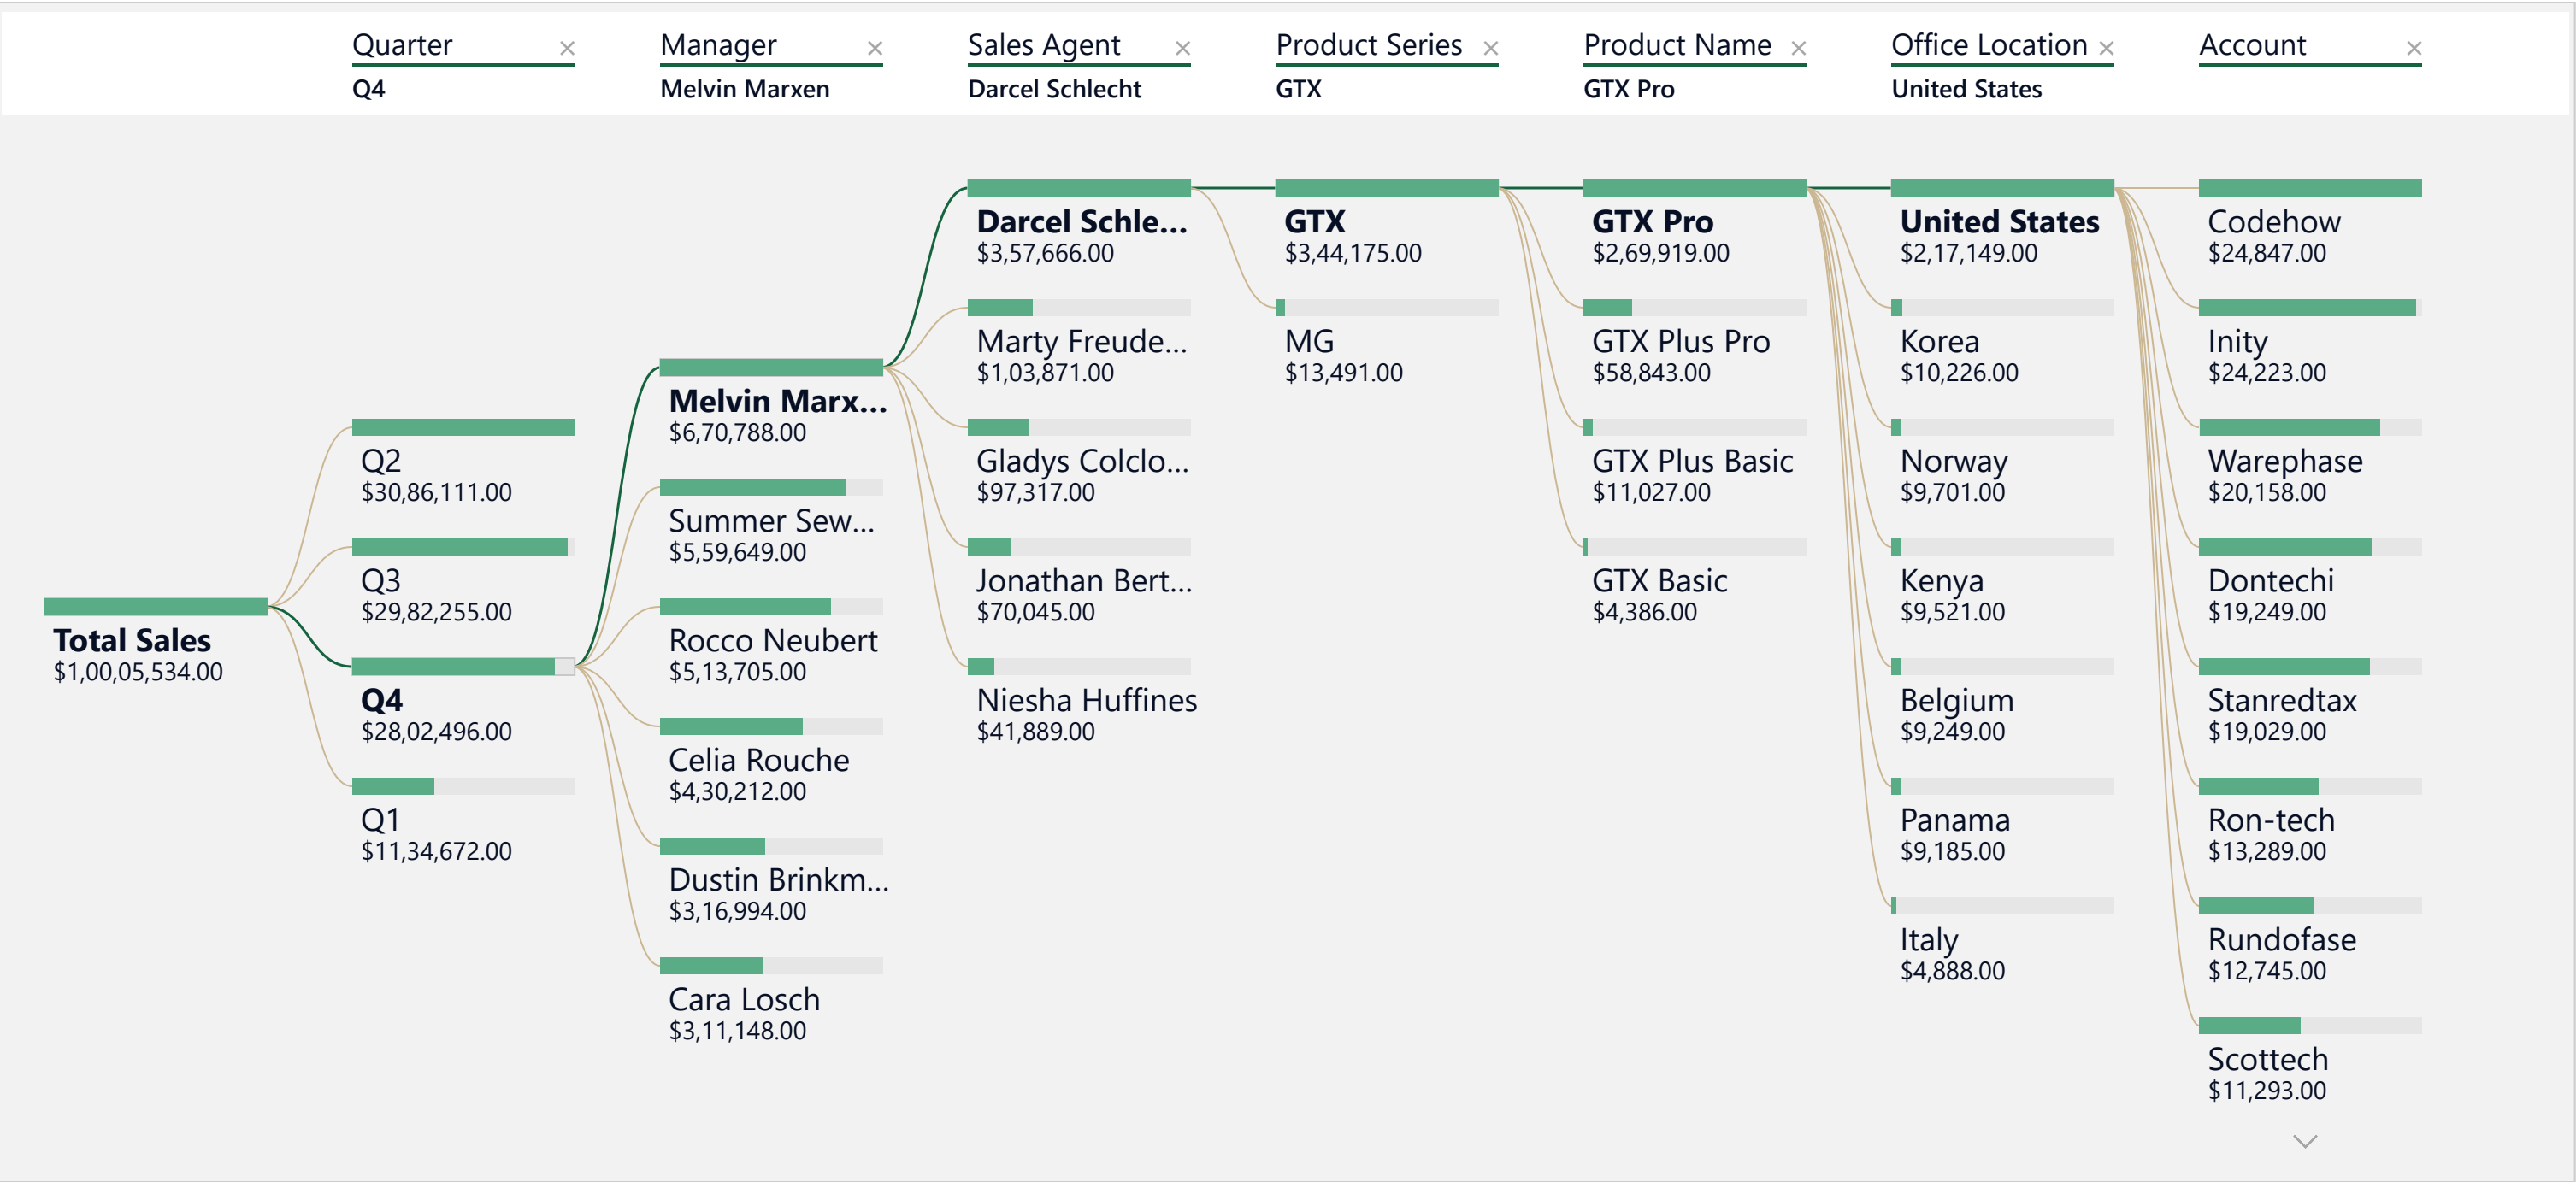 Quarter
Q4
Manager
Melvin Marxen
Sales Agent
Darcel Schlecht
Product Series
GTX
Product Name
GTX Pro
Office Location
United States
Account
Total Sales
$1,00,05,534.00
Q2
$30,86,111.00
Q3
$29,82,255.00
Q4
$28,02,496.00
Q1
$11,34,672.00
Melvin Marx...
$6,70,788.00
Summer Sew...
$5,59,649.00
Rocco Neubert
$5,13,705.00
Celia Rouche
$4,30,212.00
Dustin Brinkm...
$3,16,994.00
Cara Losch
$3,11,148.00
Darcel Schle...
$3,57,666.00
Marty Freude...
$1,03,871.00
Gladys Colclo...
$97,317.00
Jonathan Bert...
$70,045.00
Niesha Huffines
$41,889.00
GTX
$3,44,175.00
MG
$13,491.00
GTX Pro
$2,69,919.00
GTX Plus Pro
$58,843.00
GTX Plus Basic
$11,027.00
GTX Basic
$4,386.00
United States
$2,17,149.00
Korea
$10,226.00
Norway
$9,701.00
Kenya
$9,521.00
Belgium
$9,249.00
Panama
$9,185.00
Italy
$4,888.00
Codehow
$24,847.00
Inity
$24,223.00
Warephase
$20,158.00
Dontechi
$19,249.00
Stanredtax
$19,029.00
Ron-tech
$13,289.00
Rundofase
$12,745.00
Scottech
$11,293.00